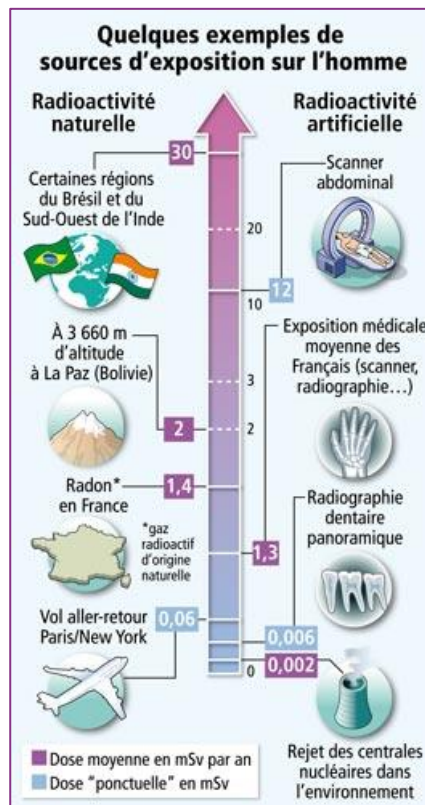 Quelques exemples de
sources d'exposition sur l'homme
Radioactivité
naturelle
Radioactivité
artificielle
30
Certaines régions
du Brésil et du
Sud-Ouest de l'Inde
Scanner
abdominal
20
12
10
À 3 660 m
d'altitude
à La Paz (Bolivie)
Exposition médicale
moyenne des
Français (scanner,
radiographie...)
3
2
2
Radon*
en France
1,4
*gaz
radioactif
d'origine
naturelle
1,3
Radiographie
dentaire
panoramique
Vol aller-retour
Paris/New York
0,06
0,006
0,002
0
Rejet des centrales
nucléaires dans
l'environnement
Dose moyenne en mSv par an
Dose "ponctuelle" en mSv